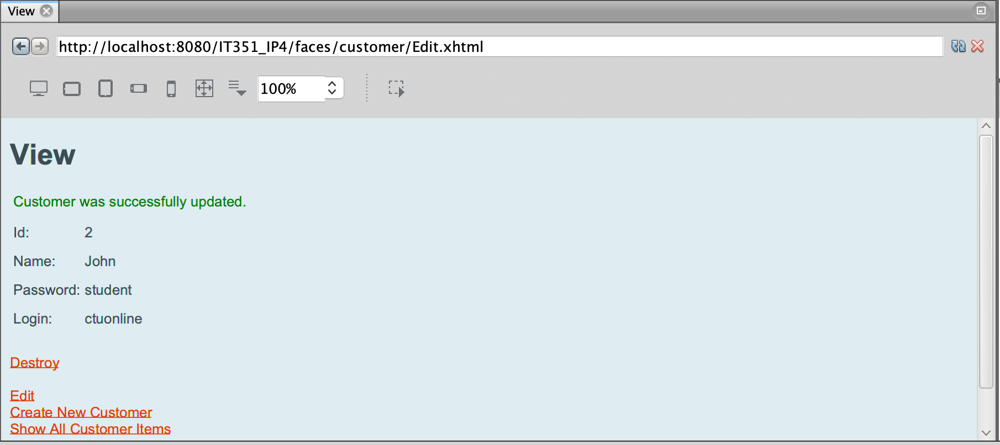 View
http://localhost:8080/IT351_IP4/faces/customer/Edit.xhtml
100%
View
Customer was successfully updated.
Id: 2
Name: John
Password: student
Login: ctuonline
Destroy
Edit
Create New Customer
Show All Customer Items